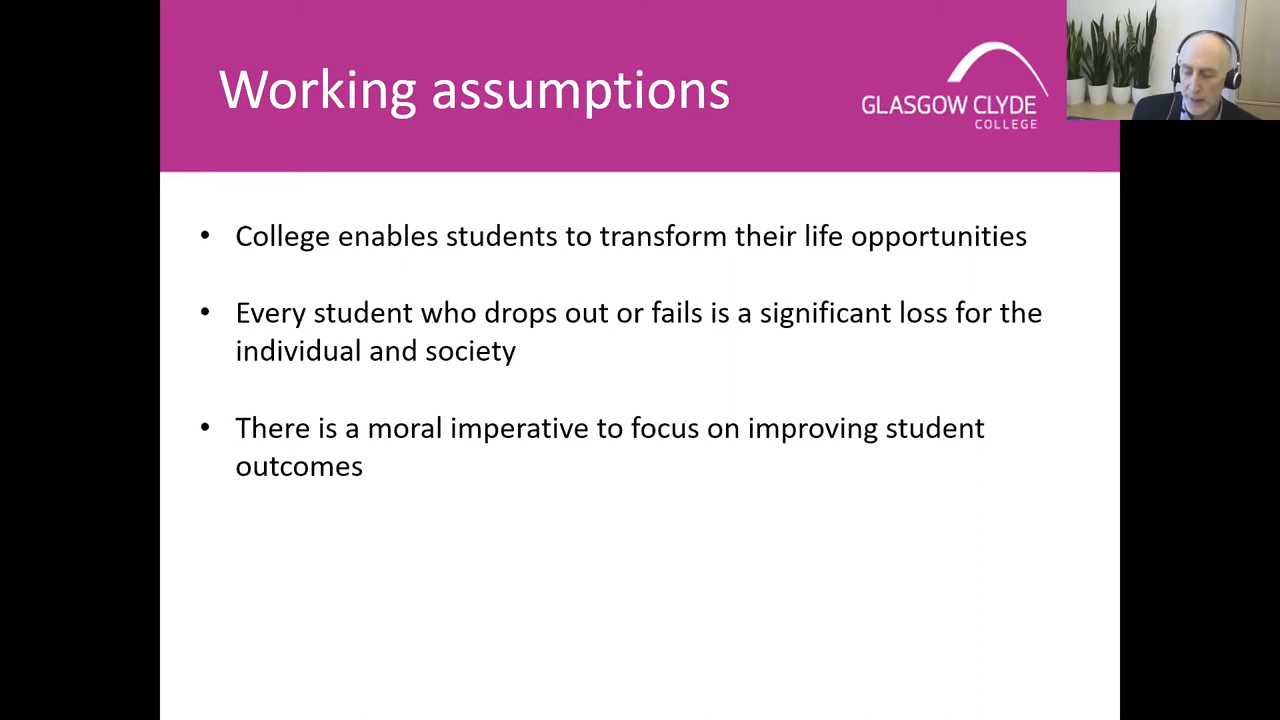 Working assumptions
GLASGOW CLYDE
COLLEGE
• College enables students to transform their life opportunities
• Every student who drops out or fails is a significant loss for the
individual and society
• There is a moral imperative to focus on improving student
outcomes